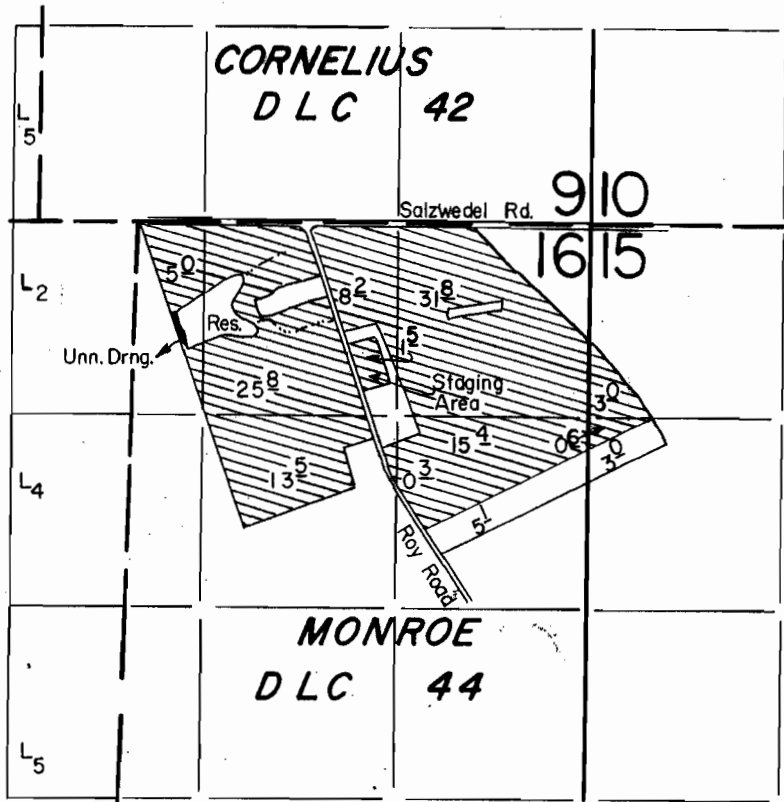 CORNELIUS
D L C 42
L5
Salzwedel Rd.
9 10
16 15
L2
5.0
8.2
31.8
Res.
1.5
Unn. Drng.
Staging
Area
25.8
3.0
15.4
0.6
3.0
L4
13.5
0.3
5.1
Roy Road
MONROE
D L C 44
L5